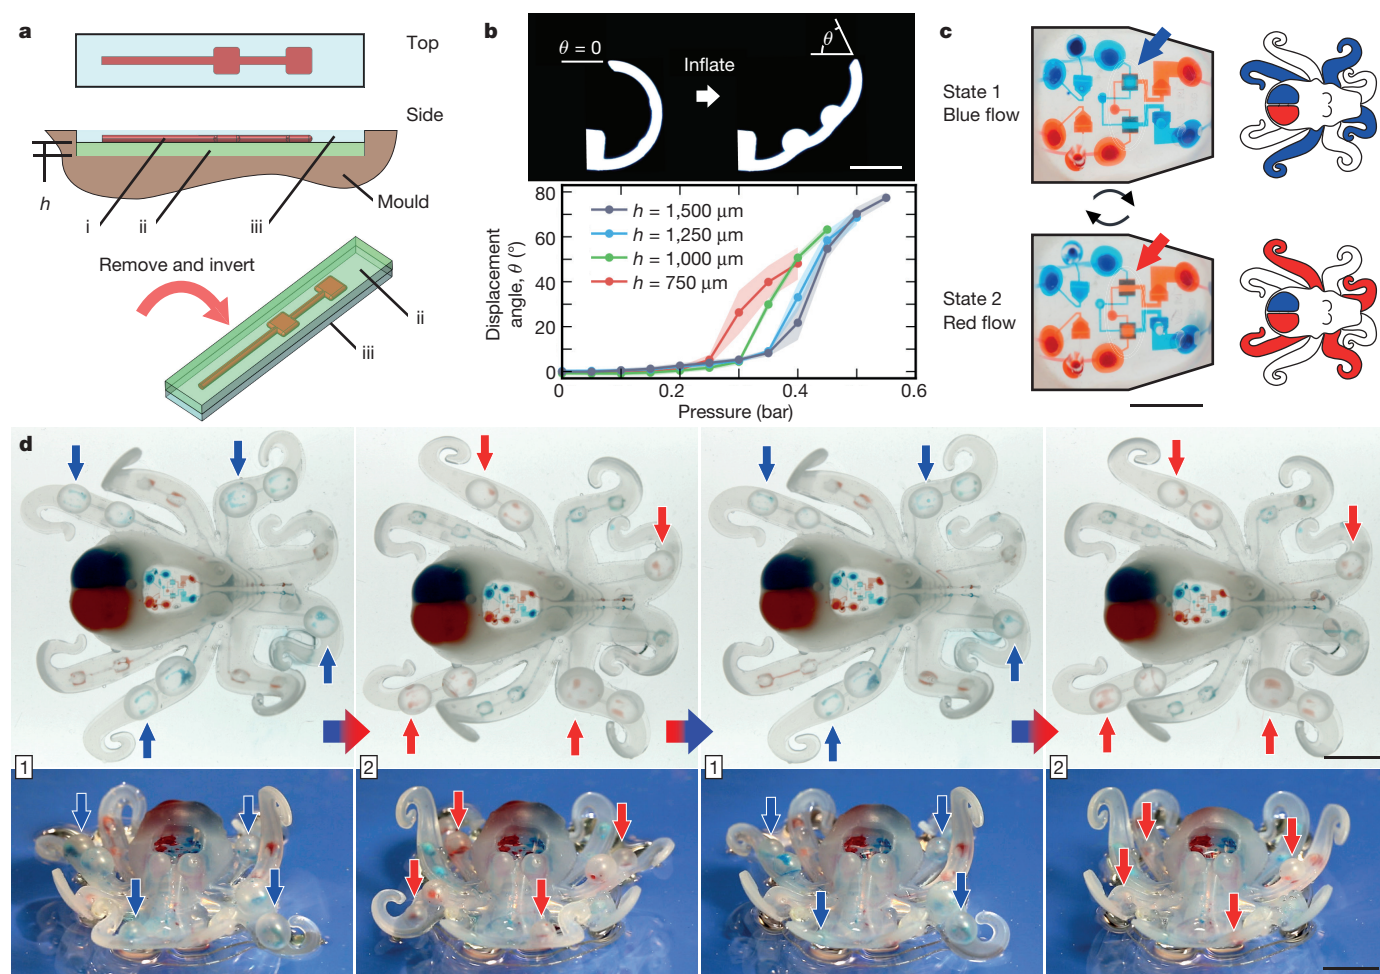 a
Top
Side
h
Mould
i
ii
iii
Remove and invert
ii
iii
b
θ = 0
Inflate
θ
Displacement
angle, θ (°)
80
60
40
20
0
h = 1,500 µm
h = 1,250 µm
h = 1,000 µm
h = 750 µm
0
0.2
0.4
0.6
Pressure (bar)
c
State 1
Blue flow
State 2
Red flow
d
1
2
1
2